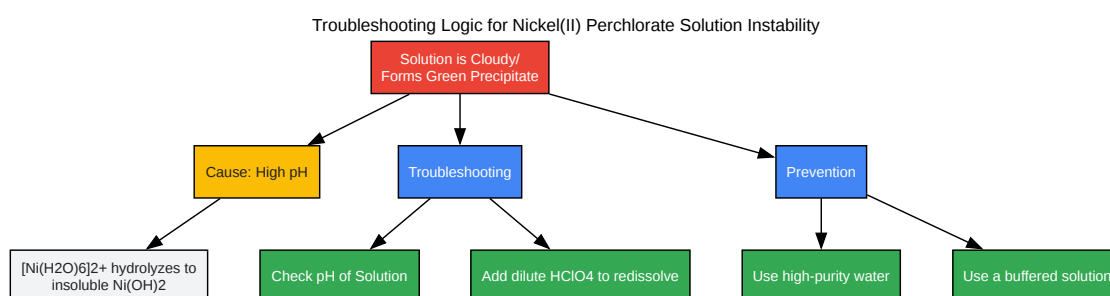 Troubleshooting Logic for Nickel(II) Perchlorate Solution Instability
Solution is Cloudy/
Forms Green Precipitate
Cause: High pH
Troubleshooting
Prevention
[Ni(H2O)6]2+ hydrolyzes to
insoluble Ni(OH)2
Check pH of Solution
Add dilute HClO4 to redissolve
Use high-purity water
Use a buffered solution